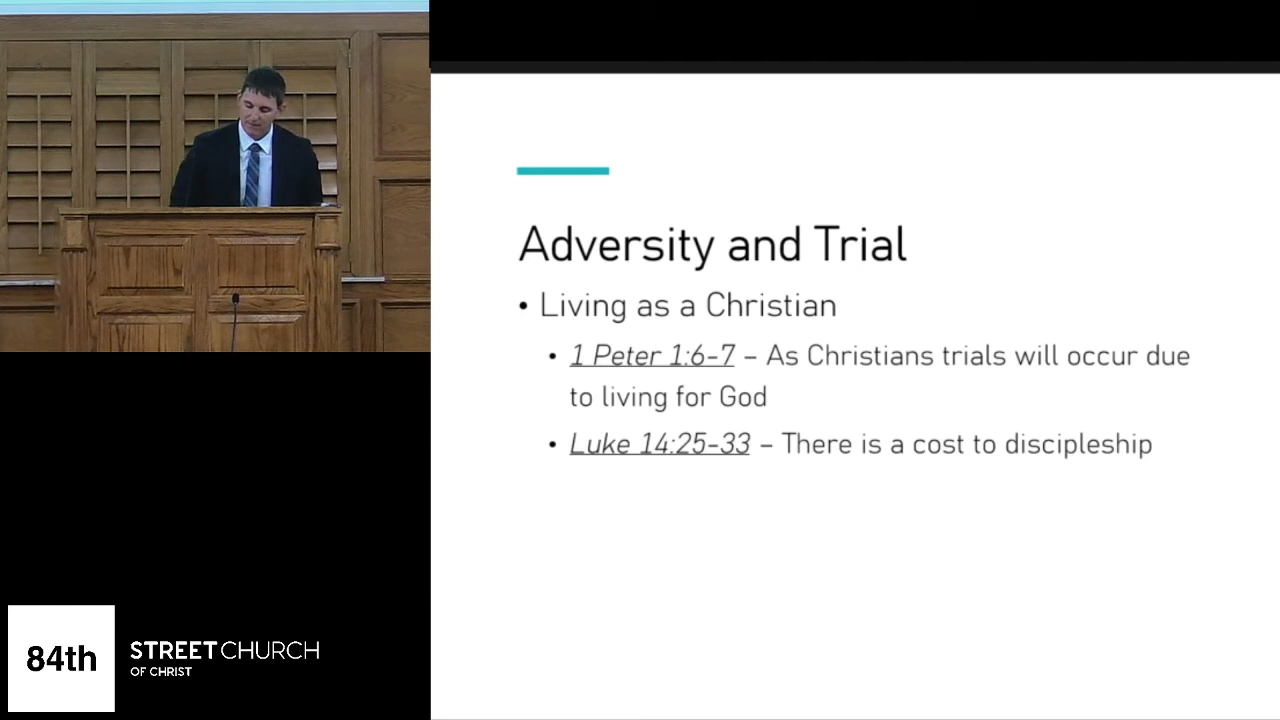 Adversity and Trial
• Living as a Christian
• 1 Peter 1:6-7 – As Christians trials will occur due
to living for God
• Luke 14:25-33 – There is a cost to discipleship
84th
STREET CHURCH
OF CHRIST